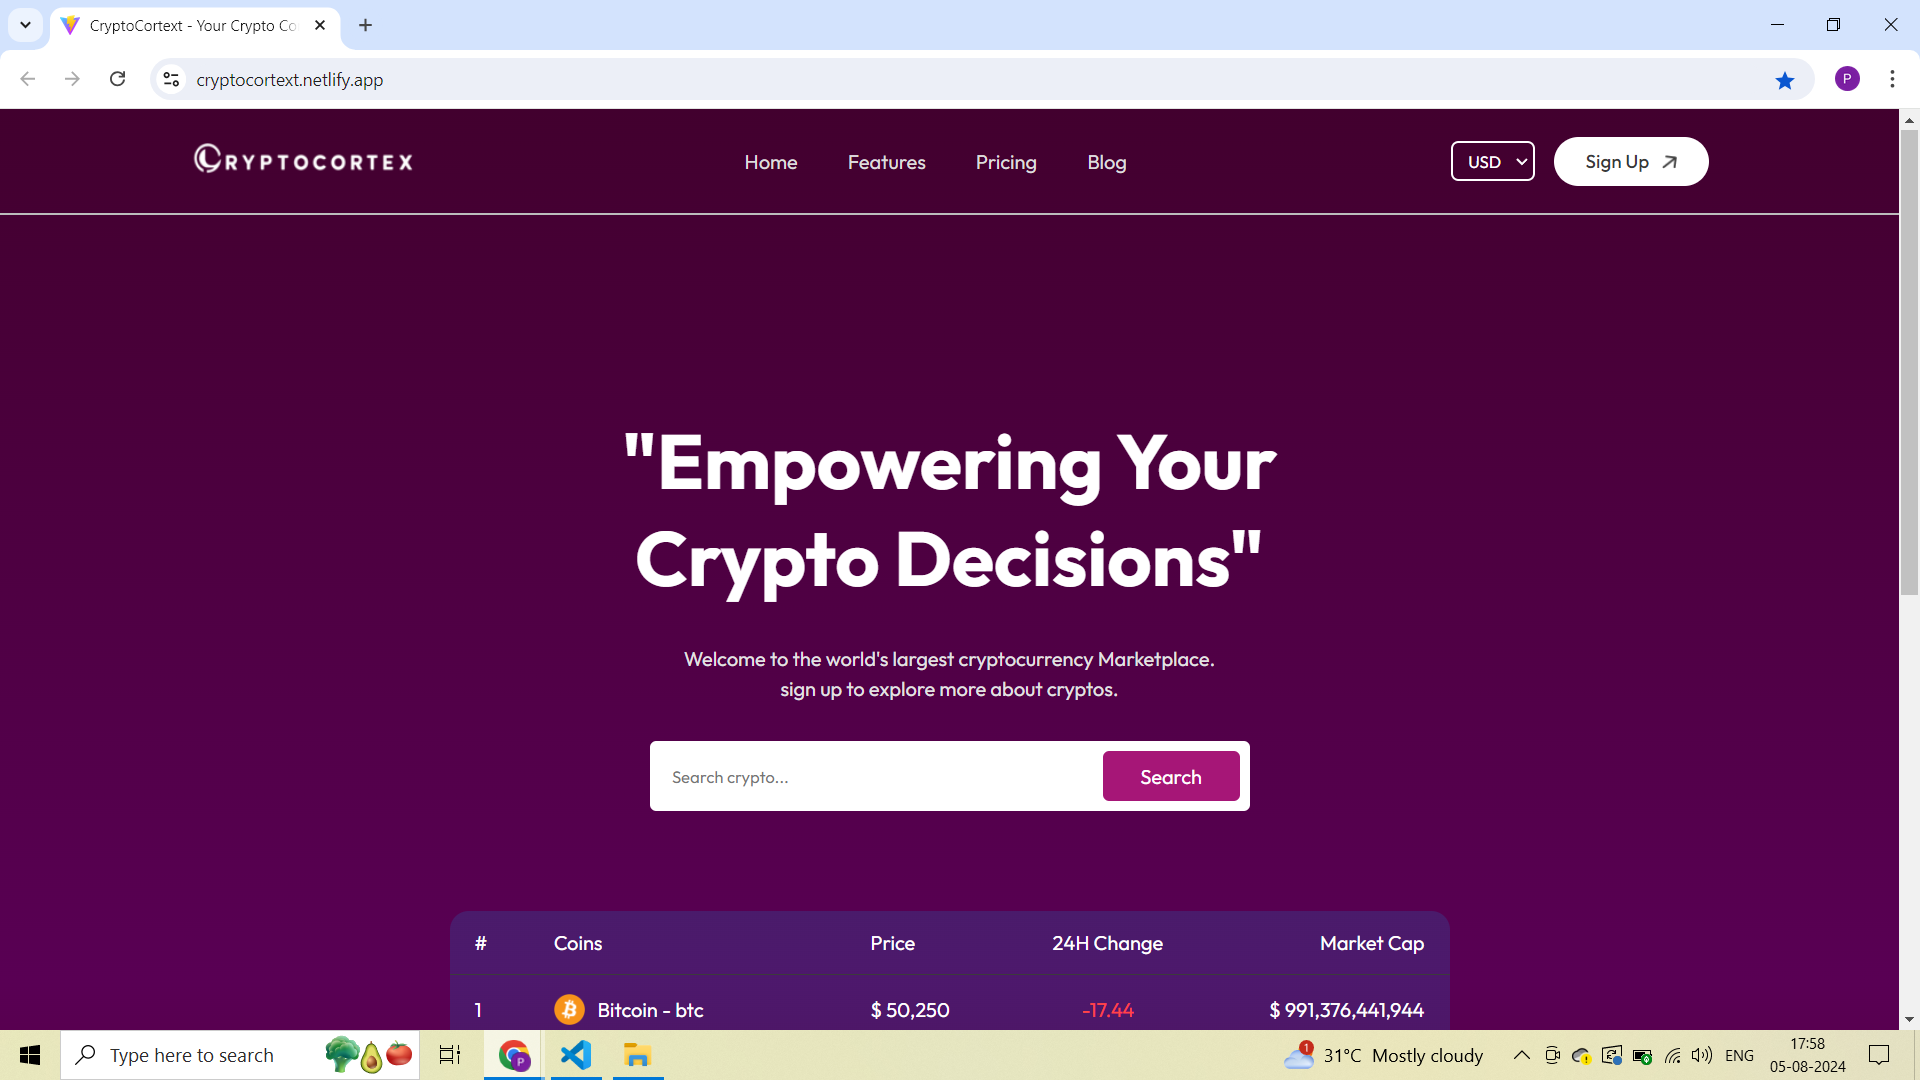 CryptoCortext - Your Crypto Co
cryptocortext.netlify.app
P
CRYPTOCORTEX
Home
Features
Pricing
Blog
USD
Sign Up
"Empowering Your
Crypto Decisions"
Welcome to the world's largest cryptocurrency Marketplace.
sign up to explore more about cryptos.
Search crypto...
Search
# Coins Price 24H Change Market Cap
1 Bitcoin - btc $ 50,250 -17.44 $ 991,376,441,944
Type here to search
P
1
31°C Mostly cloudy
ENG
17:58
05-08-2024